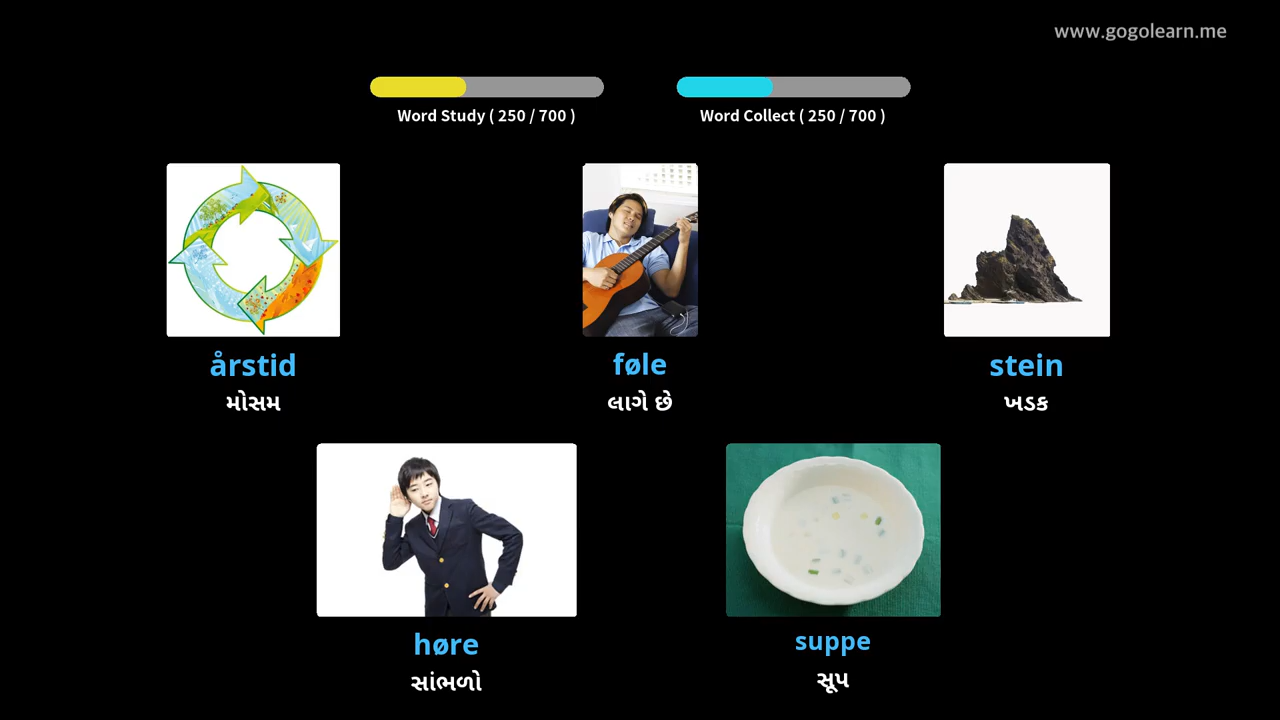 www.gogolearn.me
Word Study ( 250 / 700 )
Word Collect ( 250 / 700 )
årstid
મોસમ
føle
લાગે છે
stein
ખડક
høre
સાંભળો
suppe
સૂપ